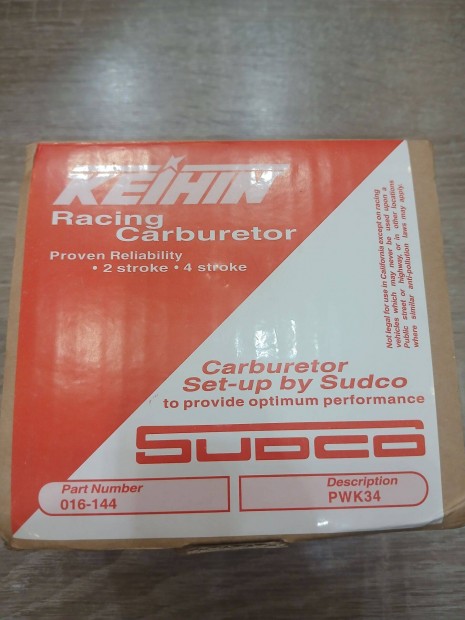 KEIHIN
Racing
Carburetor
Proven Reliability
• 2 stroke • 4 stroke
Not legal for use in California except on racing
vehicles which may never be used upon a
Public street or highway, or in other locations
where similar anti-pollution laws may apply.
Carburetor
Set-up by Sudco
to provide optimum performance
SUDCO
Part Number
016-144
Description
PWK34